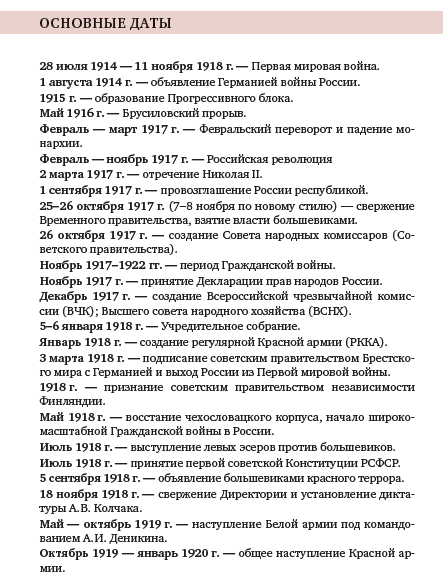 ОСНОВНЫЕ ДАТЫ
28 июля 1914 — 11 ноября 1918 г. — Первая мировая война.
1 августа 1914 г. — объявление Германией войны России.
1915 г. — образование Прогрессивного блока.
Май 1916 г. — Брусиловский прорыв.
Февраль — март 1917 г. — Февральский переворот и падение мо-
нархии.
Февраль — ноябрь 1917 г. — Российская революция
2 марта 1917 г. — отречение Николая II.
1 сентября 1917 г. — провозглашение России республикой.
25–26 октября 1917 г. (7–8 ноября по новому стилю) — свержение
Временного правительства, взятие власти большевиками.
26 октября 1917 г. — создание Совета народных комиссаров (Со-
ветского правительства).
Ноябрь 1917–1922 гг. — период Гражданской войны.
Ноябрь 1917 г. — принятие Декларации прав народов России.
Декабрь 1917 г. — создание Всероссийской чрезвычайной комис-
сии (ВЧК); Высшего совета народного хозяйства (ВСНХ).
5–6 января 1918 г. — Учредительное собрание.
Январь 1918 г. — создание регулярной Красной армии (РККА).
3 марта 1918 г. — подписание советским правительством Брестско-
го мира с Германией и выход России из Первой мировой войны.
1918 г. — признание советским правительством независимости
Финляндии.
Май 1918 г. — восстание чехословацкого корпуса, начало широко-
масштабной Гражданской войны в России.
Июль 1918 г. — выступление левых эсеров против большевиков.
Июль 1918 г. — принятие первой советской Конституции РСФСР.
5 сентября 1918 г. — объявление большевиками красного террора.
18 ноября 1918 г. — свержение Директории и установление дикта-
туры А.В. Колчака.
Май — октябрь 1919 г. — наступление Белой армии под командо-
ванием А.И. Деникина.
Октябрь 1919 — январь 1920 г. — общее наступление Красной ар-
мии.